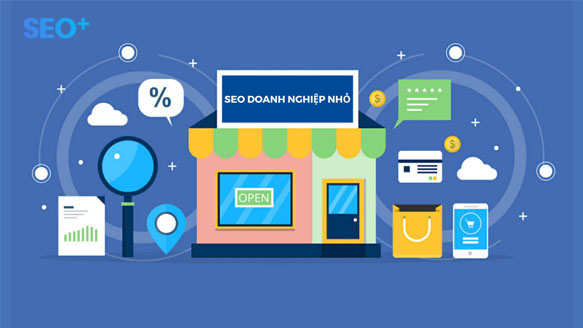 SEO+
%
SEO DOANH NGHIỆP NHỎ
$
$
OPEN